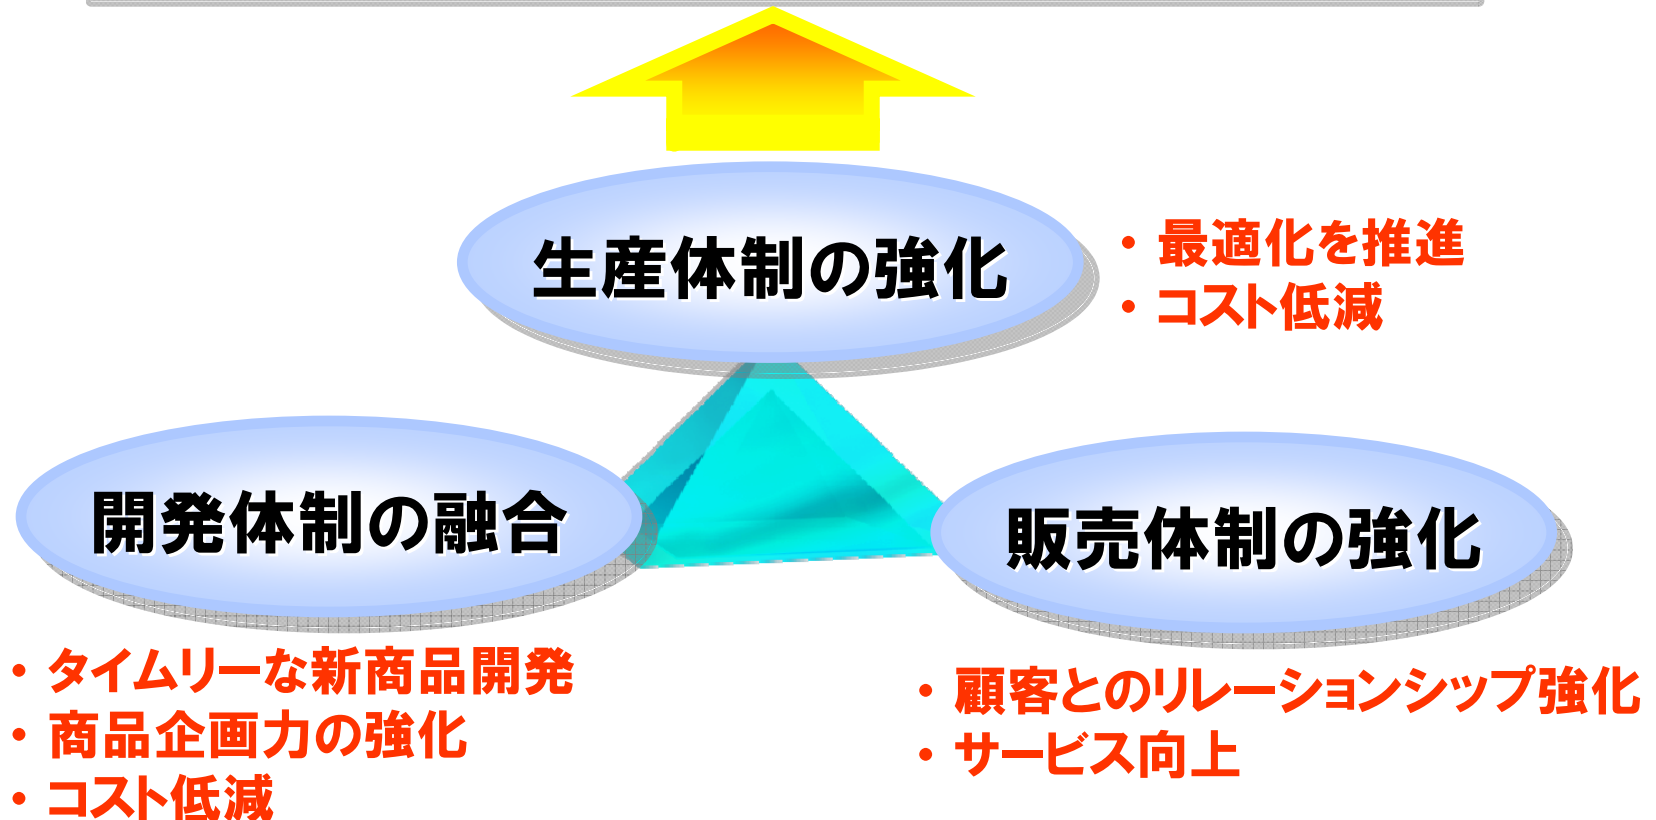 生産体制の強化
・最適化を推進
・コスト低減
開発体制の融合
・タイムリーな新商品開発
・商品企画力の強化
・コスト低減
販売体制の強化
・顧客とのリレーションシップ強化
・サービス向上